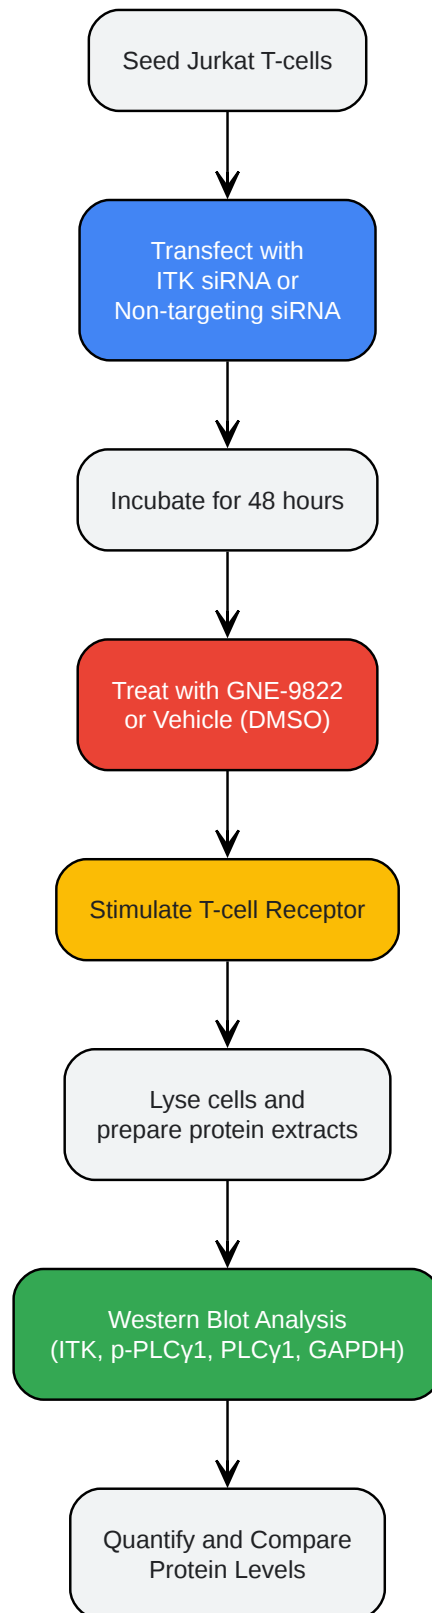 Seed Jurkat T-cells
Transfect with
ITK siRNA or
Non-targeting siRNA
Incubate for 48 hours
Treat with GNE-9822
or Vehicle (DMSO)
Stimulate T-cell Receptor
Lyse cells and
prepare protein extracts
Western Blot Analysis
(ITK, p-PLCγ1, PLCγ1, GAPDH)
Quantify and Compare
Protein Levels